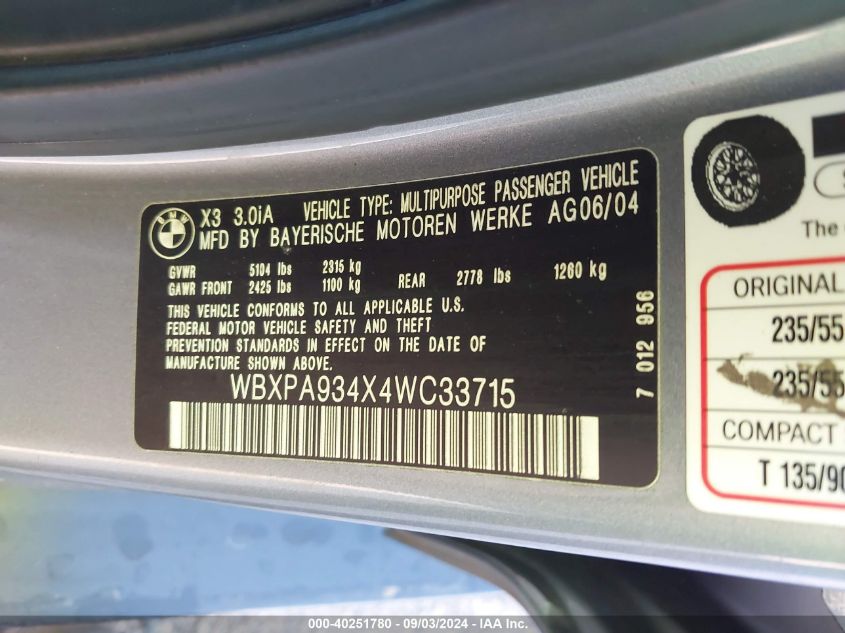 BMW
X3 3.0iA VEHICLE TYPE: MULTIPURPOSE PASSENGER VEHICLE
MFD BY BAYERISCHE MOTOREN WERKE AG06/04
GVWR 5104 lbs 2315 kg
GAWR FRONT 2425 lbs 1100 kg REAR 2778 lbs 1260 kg
THIS VEHICLE CONFORMS TO ALL APPLICABLE U.S.
FEDERAL MOTOR VEHICLE SAFETY AND THEFT
PREVENTION STANDARDS IN EFFECT ON THE DATE OF
MANUFACTURE SHOWN ABOVE.
WBXPA934X4WC33715
7 012 956
The
ORIGINAL
235/55
235/55
COMPACT
T 135/90
000-40251780 - 09/03/2024 - IAA Inc.